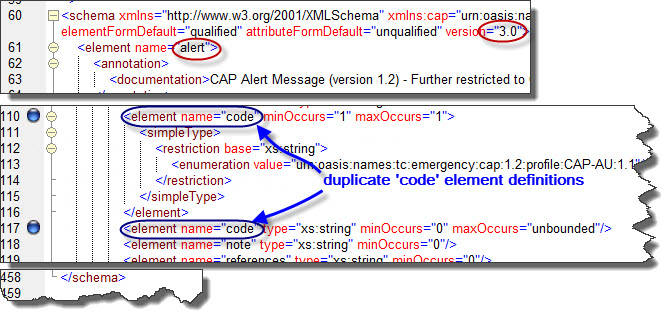 60 <schema xmlns="http://www.w3.org/2001/XMLSchema" xmlns:cap="urn:oasis:na
elementFormDefault="qualified" attributeFormDefault="unqualified" version="3.0">
61 <element name="alert">
62 <annotation>
63 <documentation>CAP Alert Message (version 1.2) - Further restricted to
110 <element name="code" minOccurs="1" maxOccurs="1">
111 <simpleType>
112 <restriction base="xs:string">
113 <enumeration value="urn:oasis:names:tc:emergency:cap:1.2:profile:CAP-AU:1.1"
114 </restriction>
duplicate 'code' element definitions
115 </simpleType>
116 </element>
117 <element name="code" type="xs:string" minOccurs="0" maxOccurs="unbounded"/>
118 <element name="note" type="xs:string" minOccurs="0"/>
119 <element name="references" type="xs:string" minOccurs="0"/>
458 </schema>
459